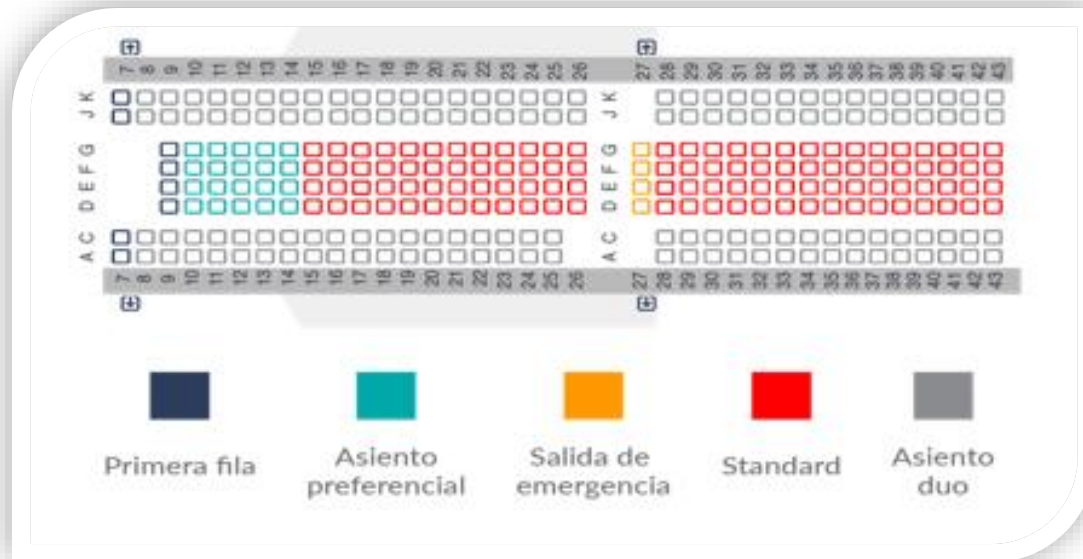 7 8 9 10 11 12 13 14 15 16 17 18 19 20 21 22 23 24 25 26 27 28 29 30 31 32 33 34 35 36 37 38 39 40 41 42 43
J K J K
D E F G D E F G
A C A C
7 8 9 10 11 12 13 14 15 16 17 18 19 20 21 22 23 24 25 26 27 28 29 30 31 32 33 34 35 36 37 38 39 40 41 42 43
Primera fila
Asiento
preferencial
Salida de
emergencia
Standard
Asiento
duo